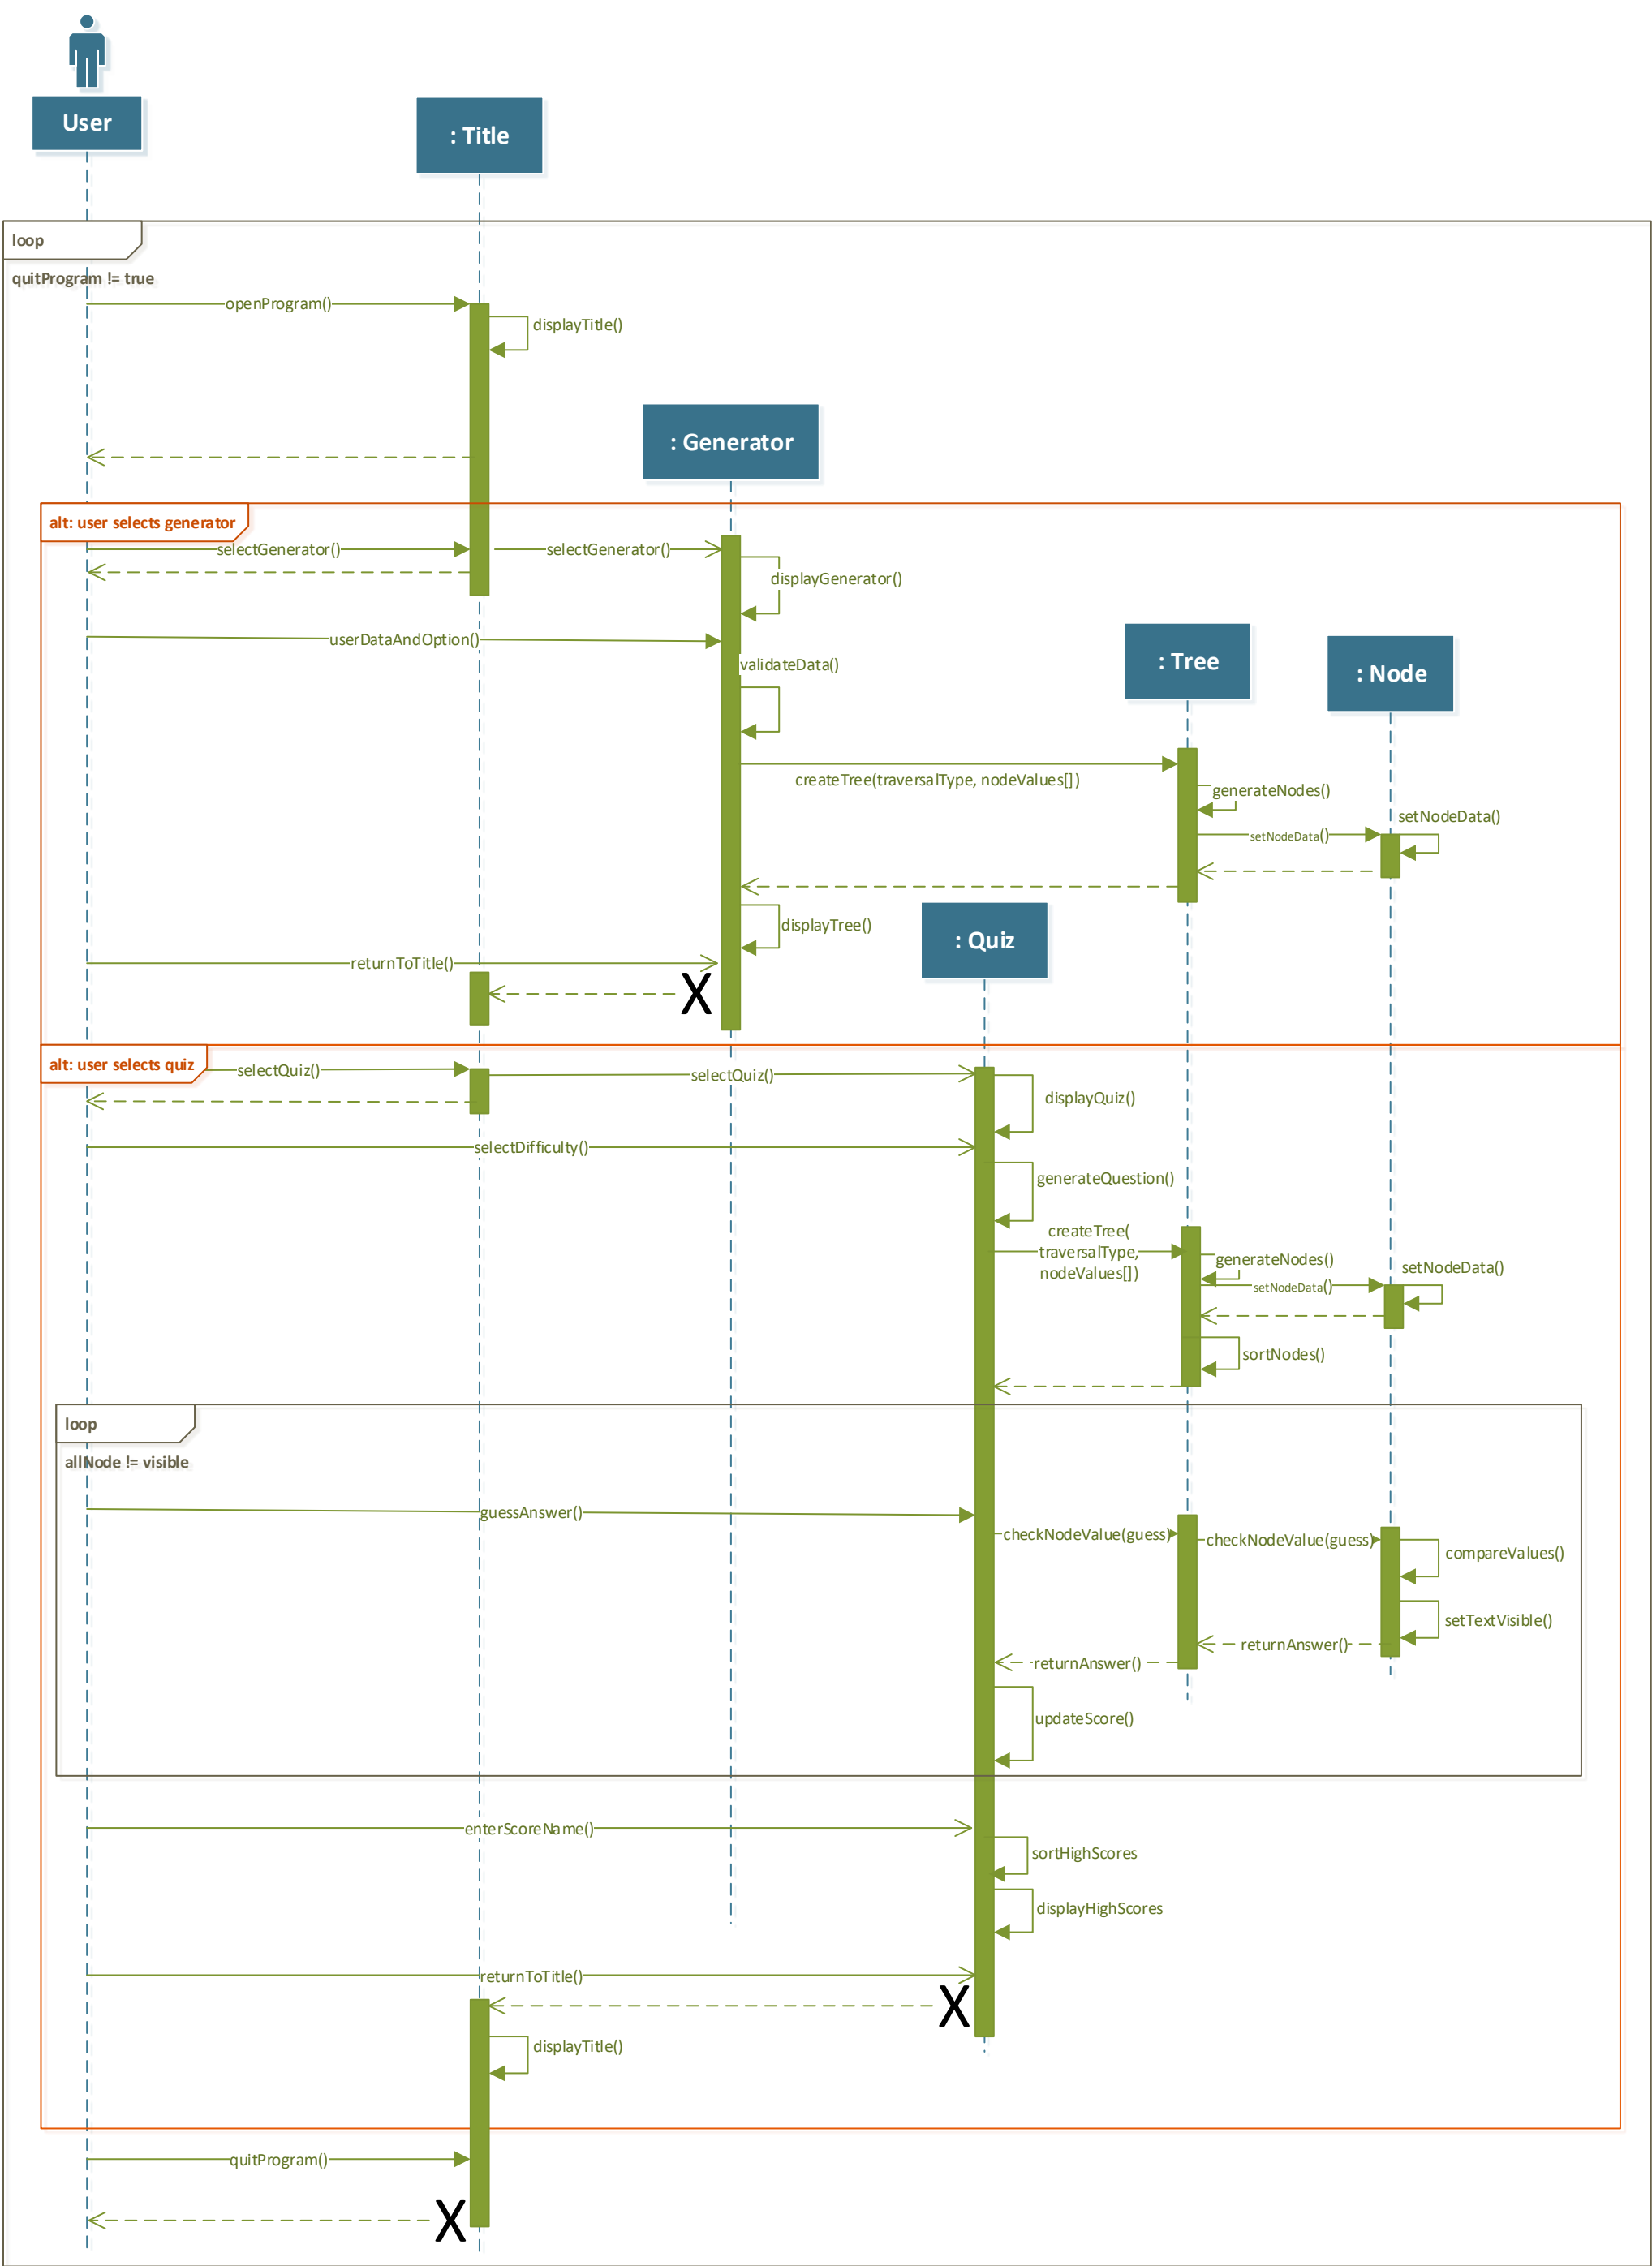 User
: Title
loop
quitProgram != true
openProgram()
displayTitle()
: Generator
alt: user selects generator
selectGenerator()
selectGenerator()
displayGenerator()
userDataAndOption()
: Tree
: Node
validateData()
createTree(traversalType, nodeValues[])
generateNodes()
setNodeData()
setNodeData()
displayTree()
: Quiz
returnToTitle()
X
alt: user selects quiz
selectQuiz()
selectQuiz()
displayQuiz()
selectDifficulty()
generateQuestion()
createTree(
traversalType,
nodeValues[])
generateNodes()
setNodeData()
setNodeData()
sortNodes()
loop
allNode != visible
guessAnswer()
checkNodeValue(guess)
checkNodeValue(guess)
compareValues()
setTextVisible()
returnAnswer()
returnAnswer()
updateScore()
enterScoreName()
sortHighScores
displayHighScores
returnToTitle()
X
displayTitle()
quitProgram()
X